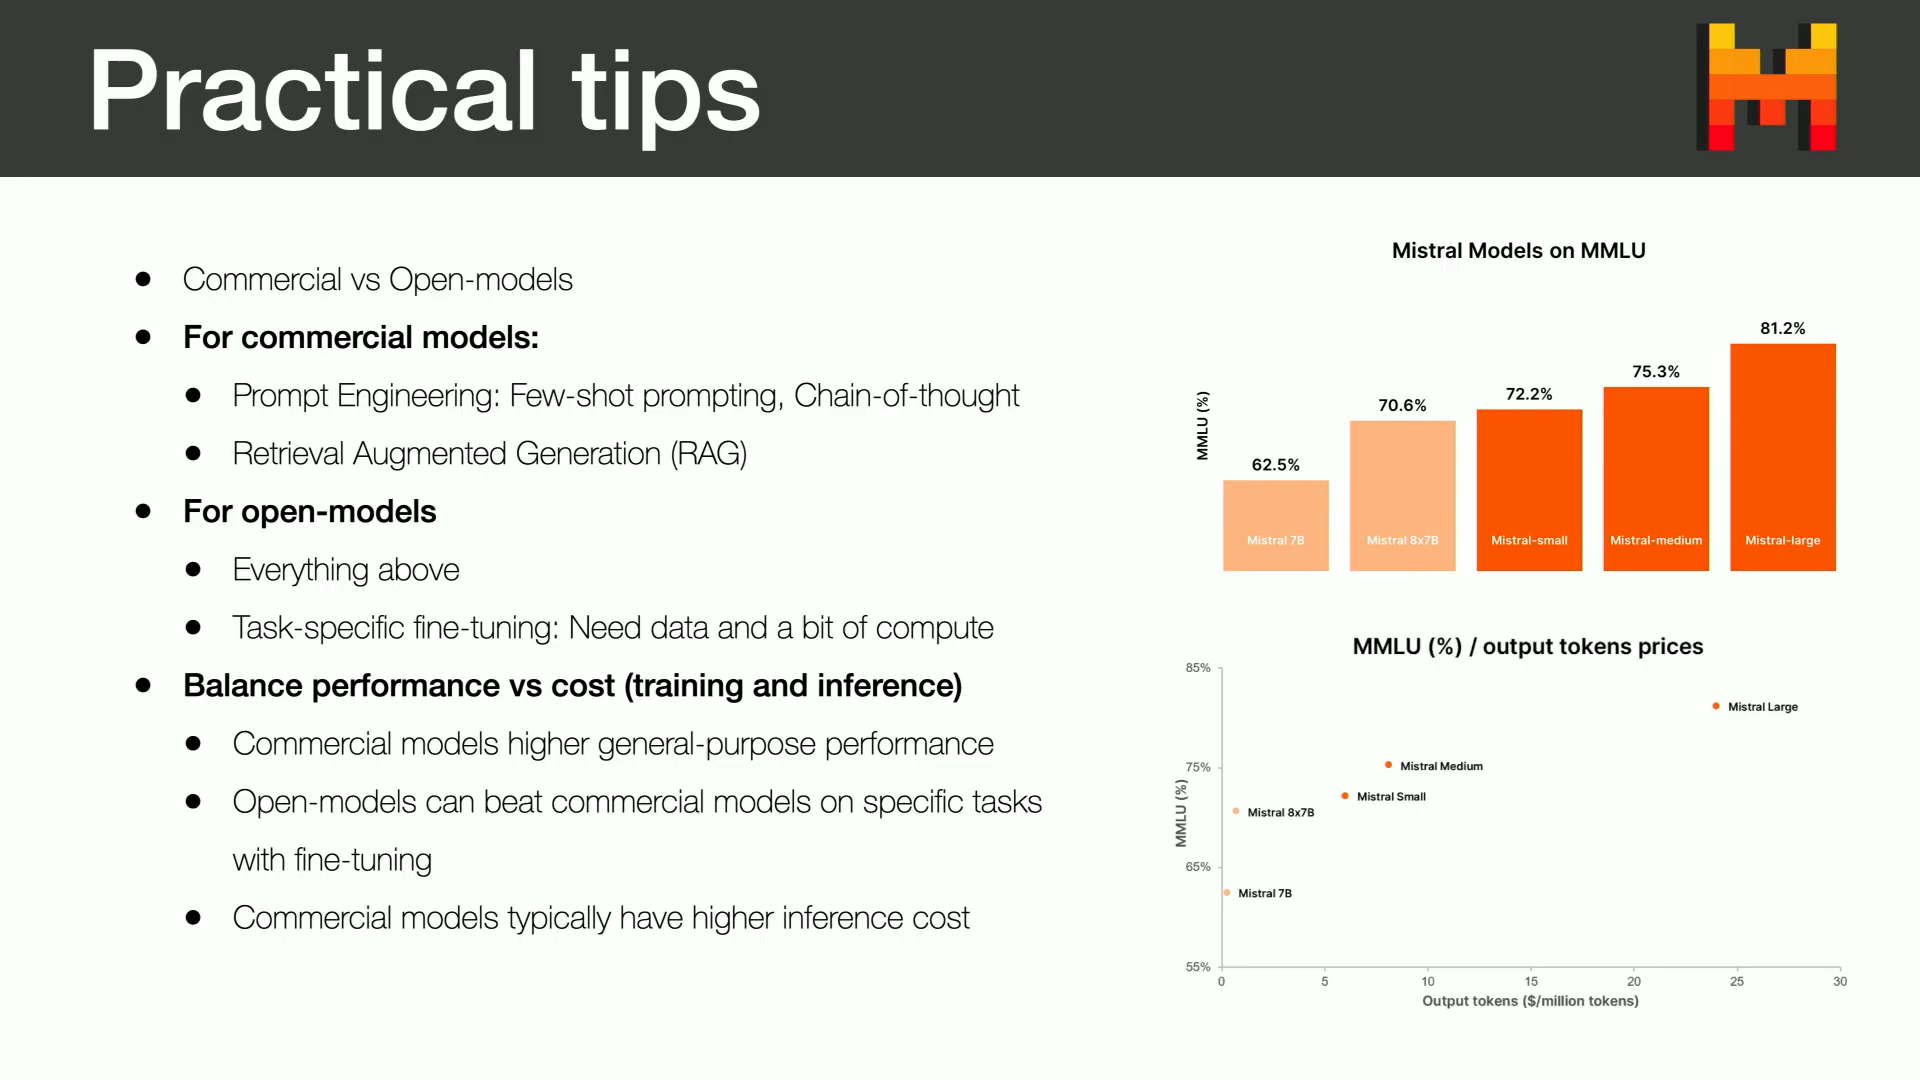 Practical tips
Commercial vs Open-models
For commercial models:
Prompt Engineering: Few-shot prompting, Chain-of-thought
Retrieval Augmented Generation (RAG)
For open-models
Everything above
Task-specific fine-tuning: Need data and a bit of compute
Balance performance vs cost (training and inference)
Commercial models higher general-purpose performance
Open-models can beat commercial models on specific tasks
with fine-tuning
Commercial models typically have higher inference cost
Mistral Models on MMLU
MMLU (%)
62.5%
70.6%
72.2%
75.3%
81.2%
Mistral 7B
Mistral 8x7B
Mistral-small
Mistral-medium
Mistral-large
MMLU (%) / output tokens prices
MMLU (%)
85%
75%
65%
55%
Mistral Large
Mistral Medium
Mistral Small
Mistral 8x7B
Mistral 7B
0
5
10
15
20
25
30
Output tokens ($/million tokens)